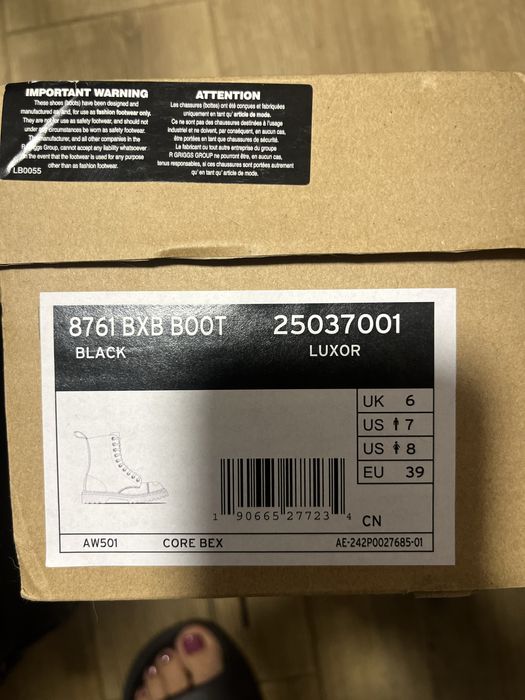 IMPORTANT WARNING
These shoes (boots) have been designed and
manufactured as, and, for use as fashion footwear only.
They are not for use as safety footwear, and should not
under any circumstances be worn as safety footwear.
The manufacturer, and all other companies in the
R Griggs Group, cannot accept any liability whatsoever
in the event that the footwear is used for any purpose
other than as fashion footwear.
LB0055
ATTENTION
Les chaussures (bottes) ont été conçues et fabriquées
uniquement en tant qu'article de mode.
Ce ne sont pas des chaussures destinées à l'usage
industriel et ne doivent, par conséquent, en aucun cas,
être portées en tant que chaussures de sécurité.
Le fabricant ou tout autre entreprise du groupe
R GRIGGS GROUP ne pourront être, en aucun cas,
tenus responsables, si ces chaussures sont portées autrement
qu'en tant qu'article de mode.
8761 BXB BOOT 25037001
BLACK LUXOR
UK 6
US 7
US 8
EU 39
1 90665 27723 4
CN
AW501 CORE BEX AE-242P0027685-01